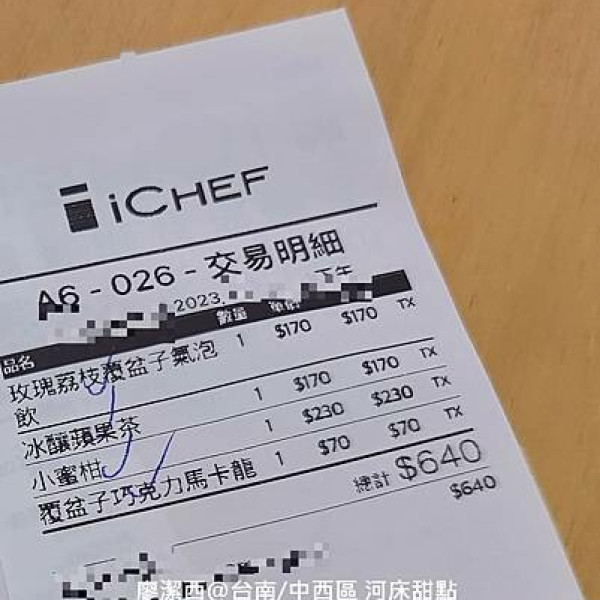 iCHEF
A6 - 026 - 交易明細
2023. 下午
品名 數量 單價 TX
玫瑰荔枝覆盆子氣泡 1 $170 $170 TX
飲
冰釀蘋果茶 1 $170 $170 TX
小蜜柑 1 $230 $230 TX
覆盆子巧克力馬卡龍 1 $70 $70
總計 $640
$640
廖潔西@台南/中西區 河床甜點